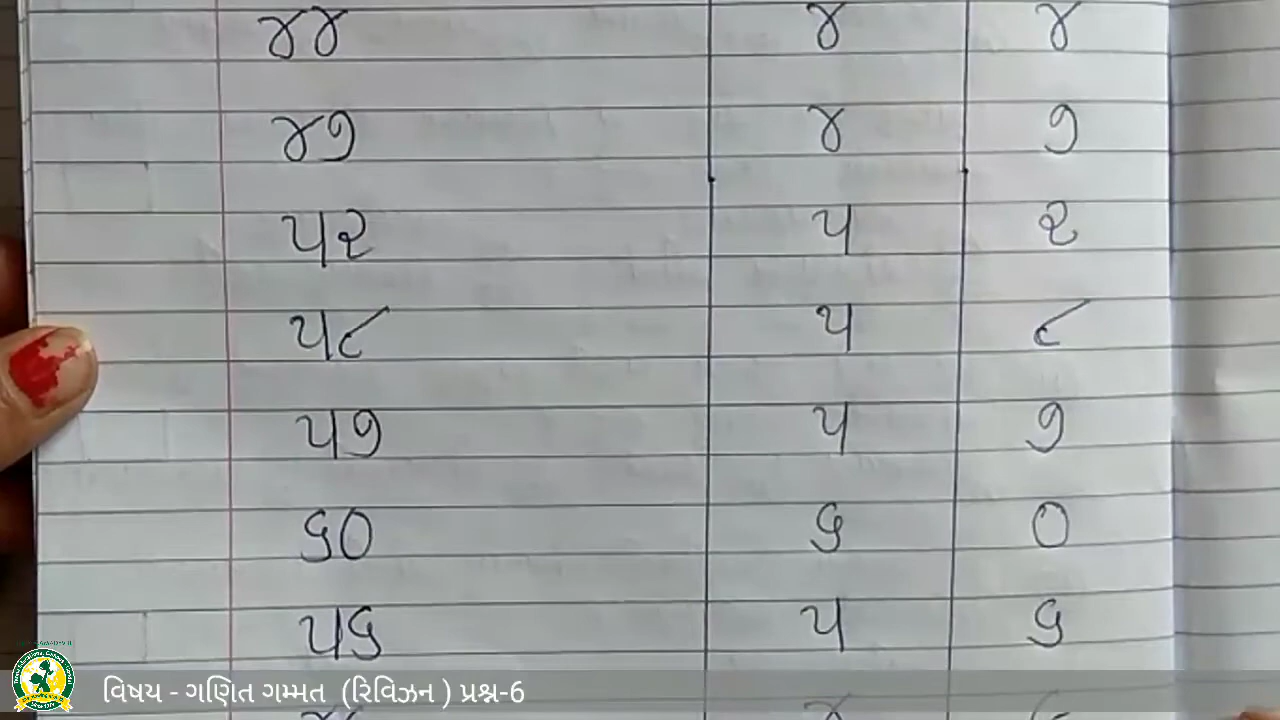 ૪૪ ૪ ૪
૪૭ ૪ ૭
૫૨ ૫ ૨
૫૮ ૫ ૮
૫૭ ૫ ૭
૬૦ ૬ ૦
૫૬ ૫ ૬
વિષય - ગણિત ગમ્મત (રિવિઝન) પ્રશ્ન-6